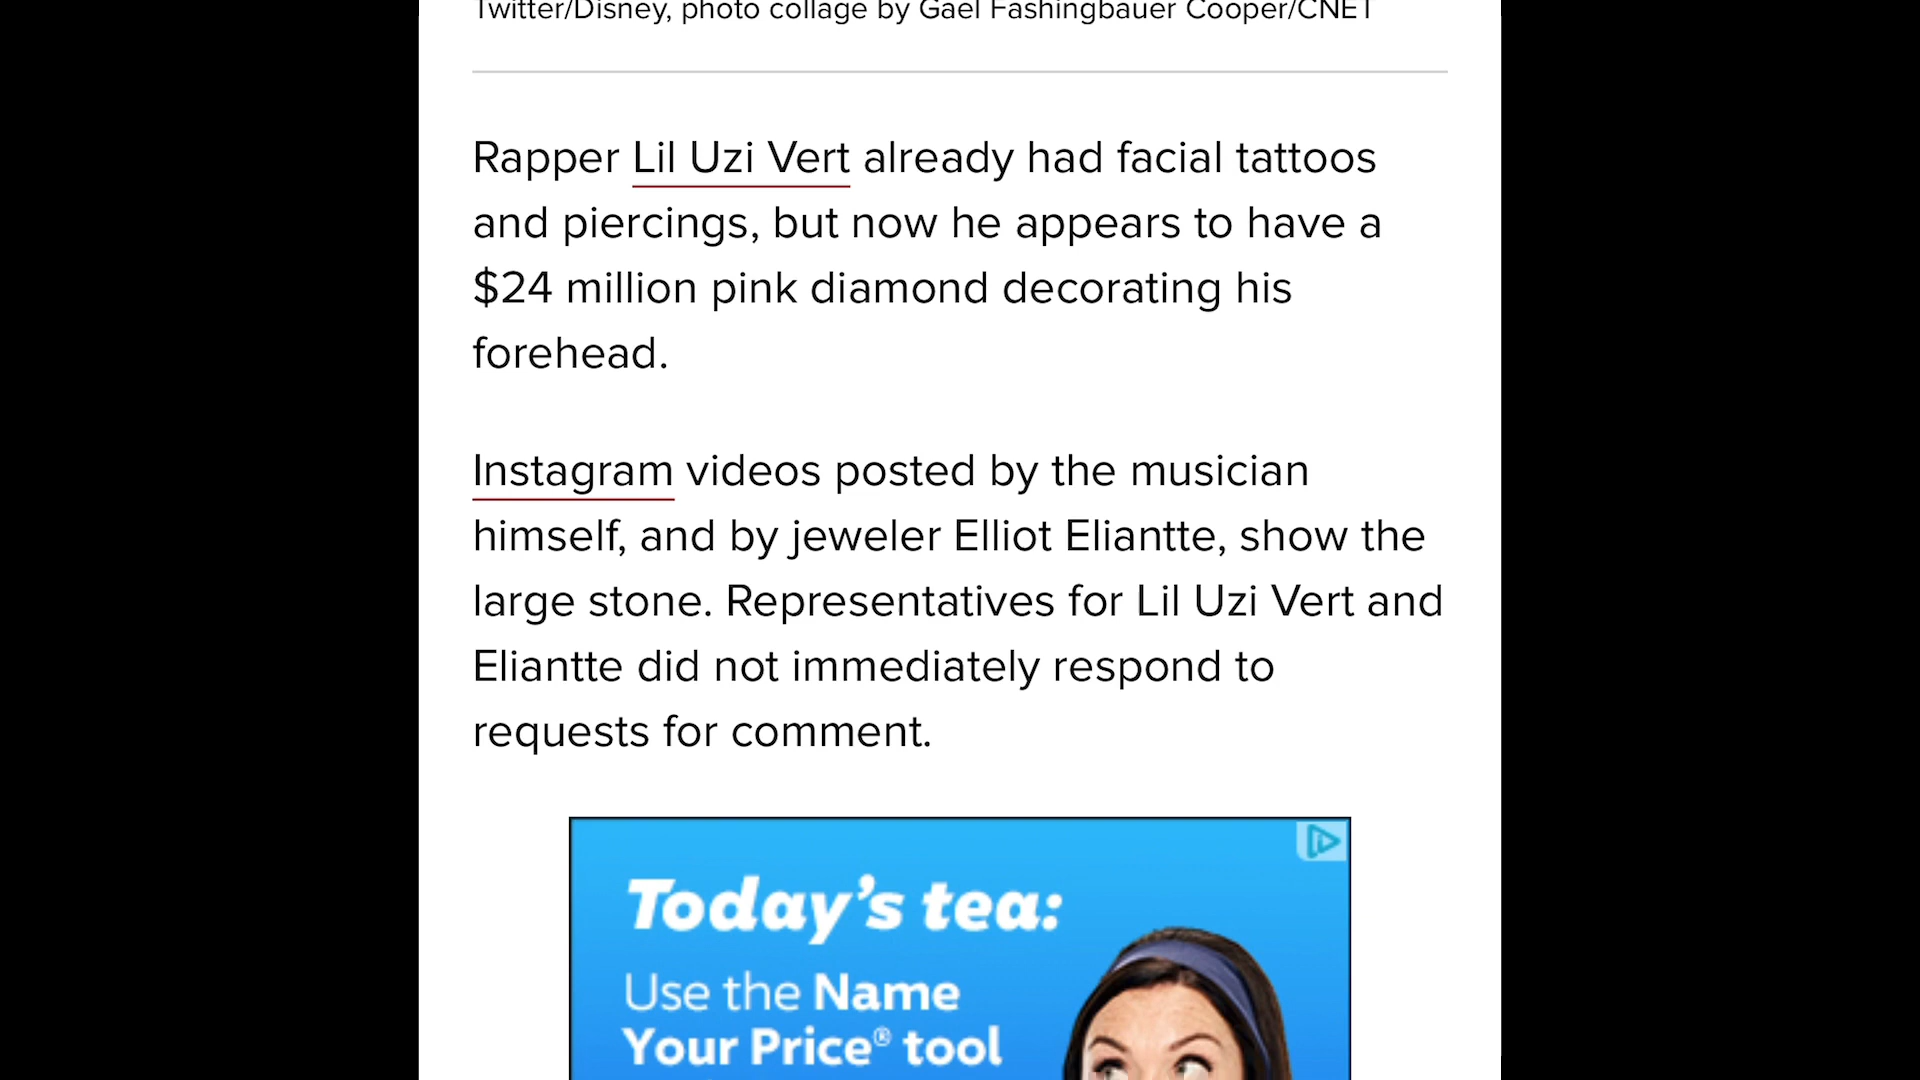 Twitter/Disney, photo collage by Gael Fashingbauer Cooper/CNET
Rapper Lil Uzi Vert already had facial tattoos
and piercings, but now he appears to have a
$24 million pink diamond decorating his
forehead.
Instagram videos posted by the musician
himself, and by jeweler Elliot Eliantte, show the
large stone. Representatives for Lil Uzi Vert and
Eliantte did not immediately respond to
requests for comment.
Today's tea:
Use the Name
Your Price® tool